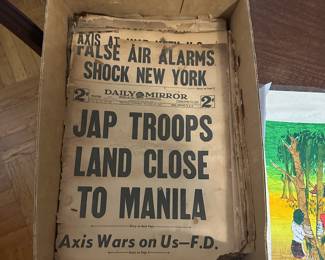 AXIS AT
FALSE AIR ALARMS
SHOCK NEW YORK
2¢ DAILY MIRROR 2¢
JAP TROOPS
LAND CLOSE
TO MANILA
Axis Wars on Us—F.D.